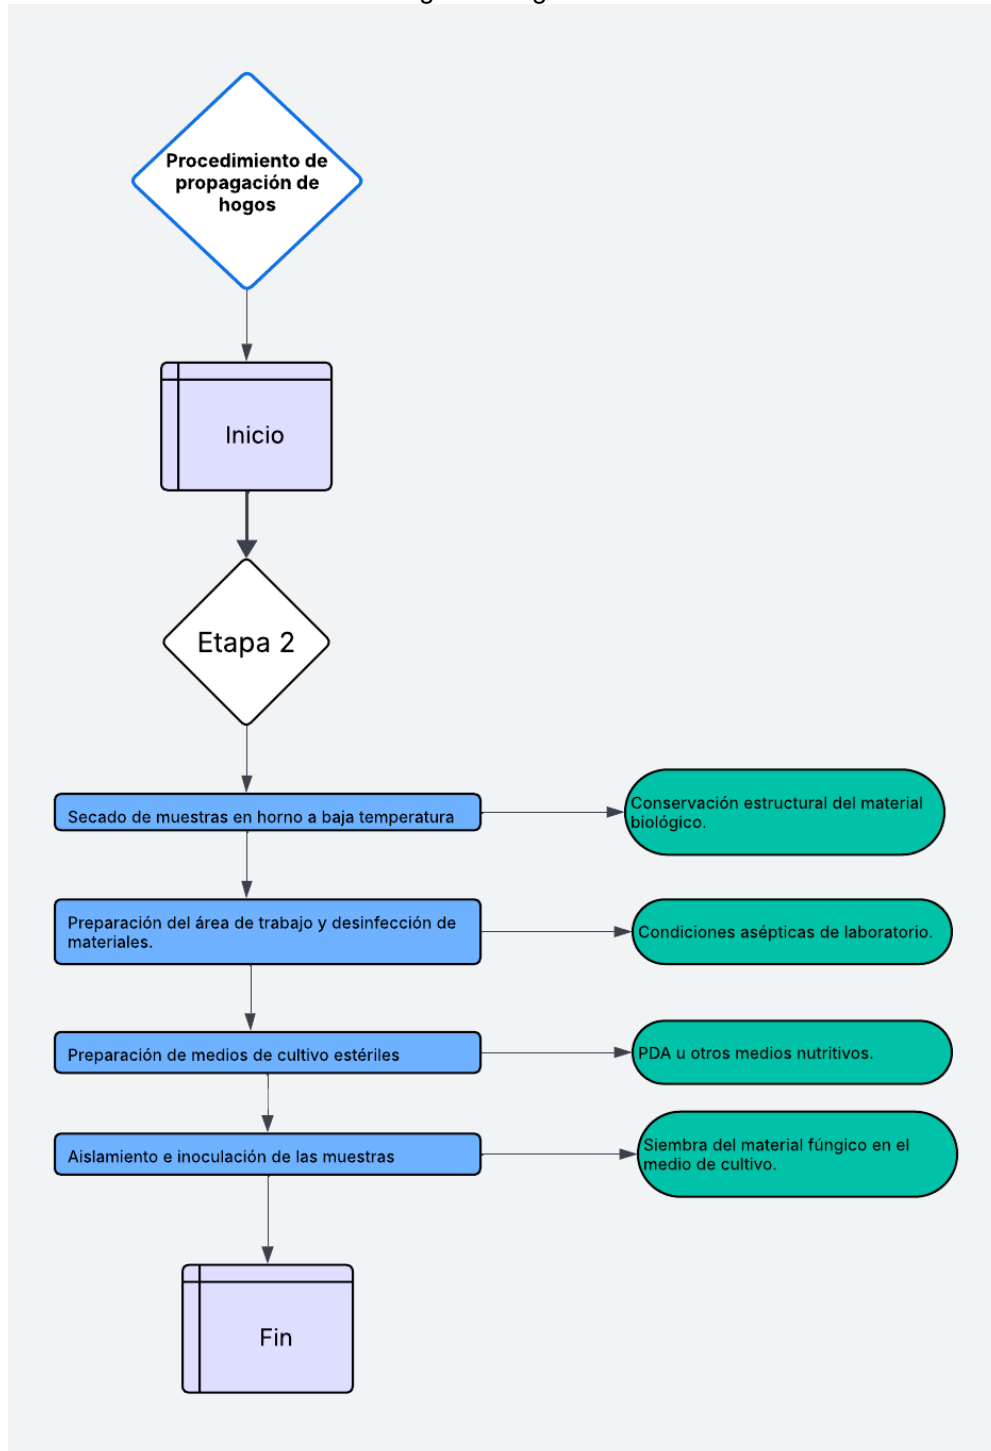 Procedimiento de
propagación de
hogos
Inicio
Etapa 2
Secado de muestras en horno a baja temperatura
Conservación estructural del material
biológico.
Preparación del área de trabajo y desinfección de
materiales.
Condiciones asépticas de laboratorio.
Preparación de medios de cultivo estériles
PDA u otros medios nutritivos.
Aislamiento e inoculación de las muestras
Siembra del material fúngico en el
medio de cultivo.
Fin